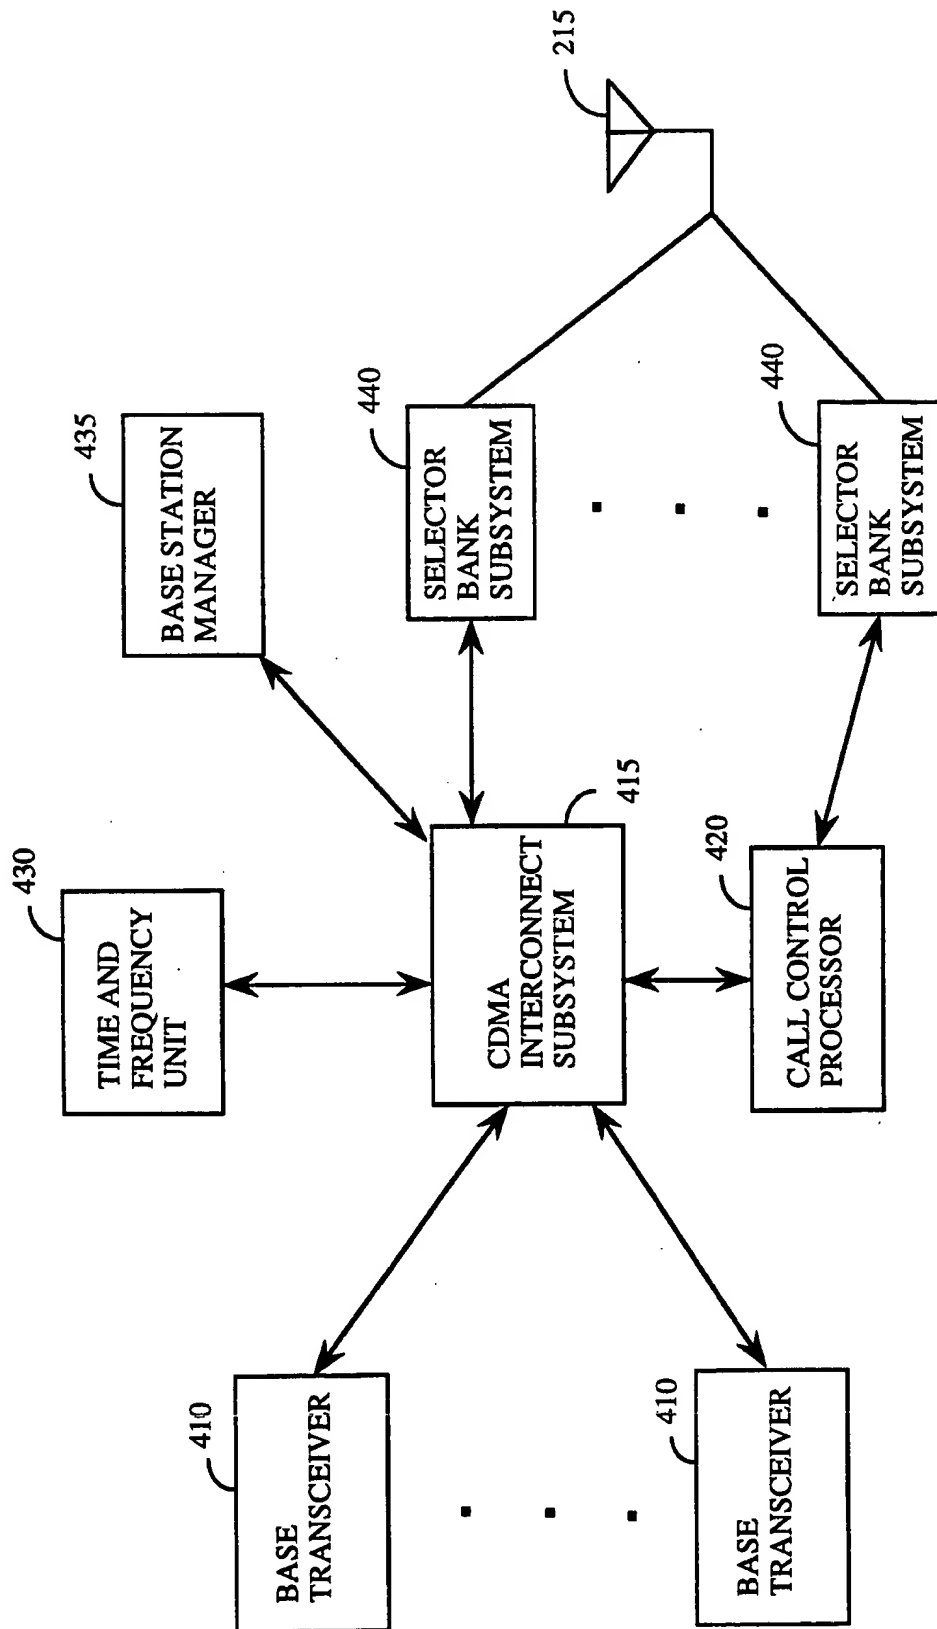 430
TIME AND
FREQUENCY
UNIT
435
BASE STATION
MANAGER
410
BASE
TRANSCEIVER
CDMA
INTERCONNECT
SUBSYSTEM
415
440
SELECTOR
BANK
SUBSYSTEM
215
410
BASE
TRANSCEIVER
420
CALL CONTROL
PROCESSOR
440
SELECTOR
BANK
SUBSYSTEM